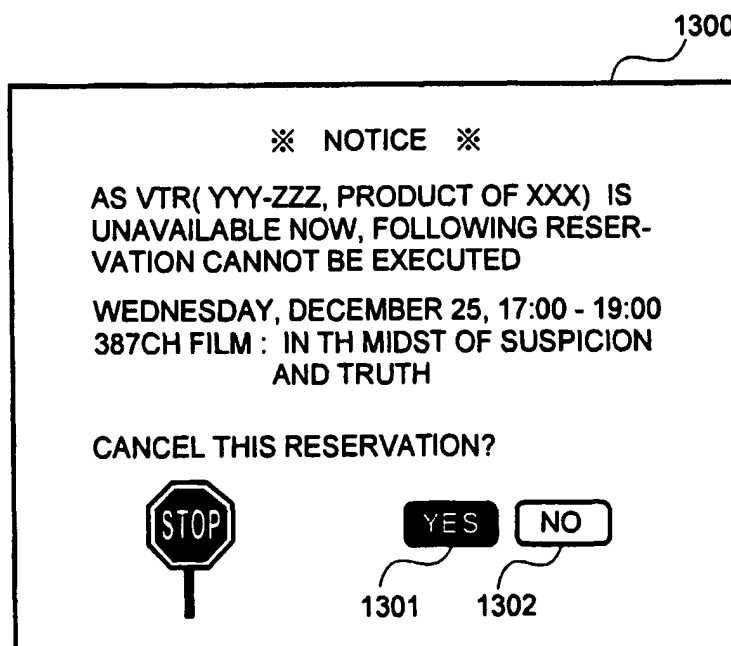 1300
※ NOTICE ※
AS VTR( YYY-ZZZ, PRODUCT OF XXX) IS
UNAVAILABLE NOW, FOLLOWING RESER-
VATION CANNOT BE EXECUTED
WEDNESDAY, DECEMBER 25, 17:00 - 19:00
387CH FILM : IN TH MIDST OF SUSPICION
AND TRUTH
CANCEL THIS RESERVATION?
STOP YES NO
1301 1302